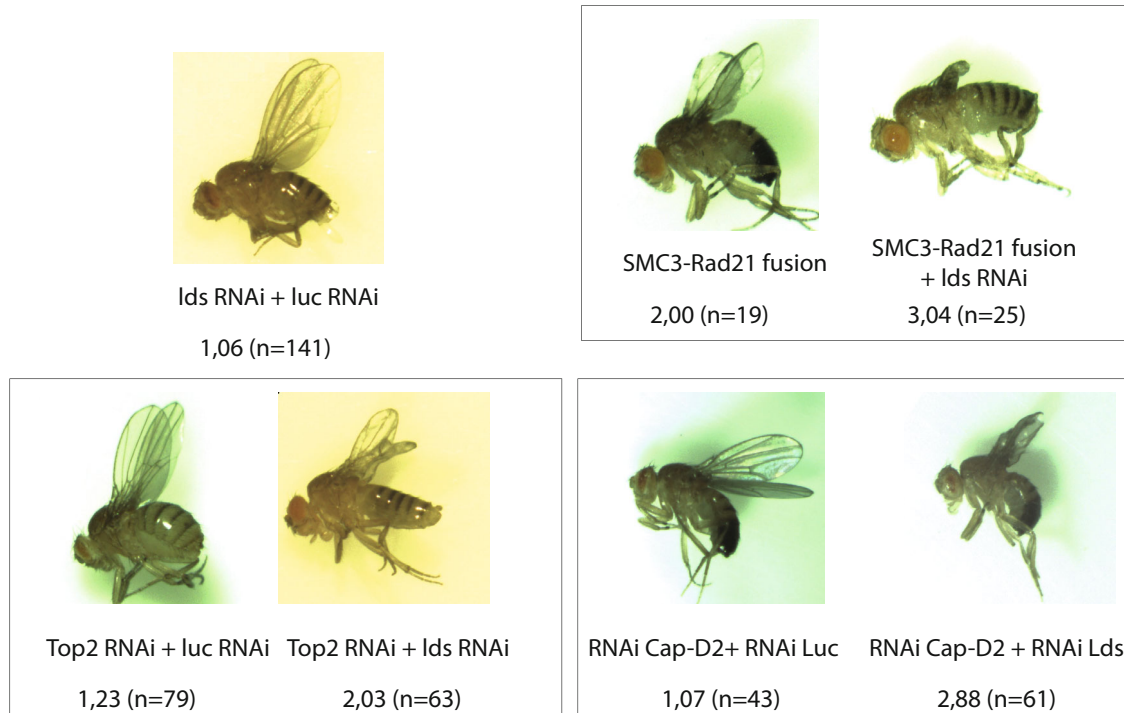 lds RNAi + luc RNAi
1,06 (n=141)
SMC3-Rad21 fusion
2,00 (n=19)
SMC3-Rad21 fusion
+ lds RNAi
3,04 (n=25)
Top2 RNAi + luc RNAi
1,23 (n=79)
Top2 RNAi + lds RNAi
2,03 (n=63)
RNAi Cap-D2+ RNAi Luc
1,07 (n=43)
RNAi Cap-D2 + RNAi Lds
2,88 (n=61)